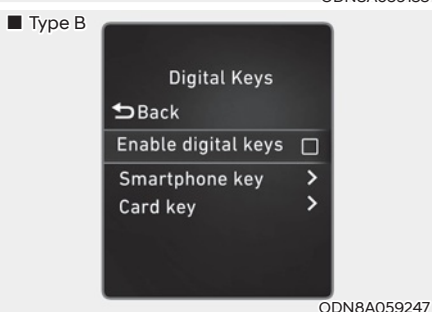 ■ Type B
Digital Keys
Back
Enable digital keys
Smartphone key >
Card key >
ODN8A059247